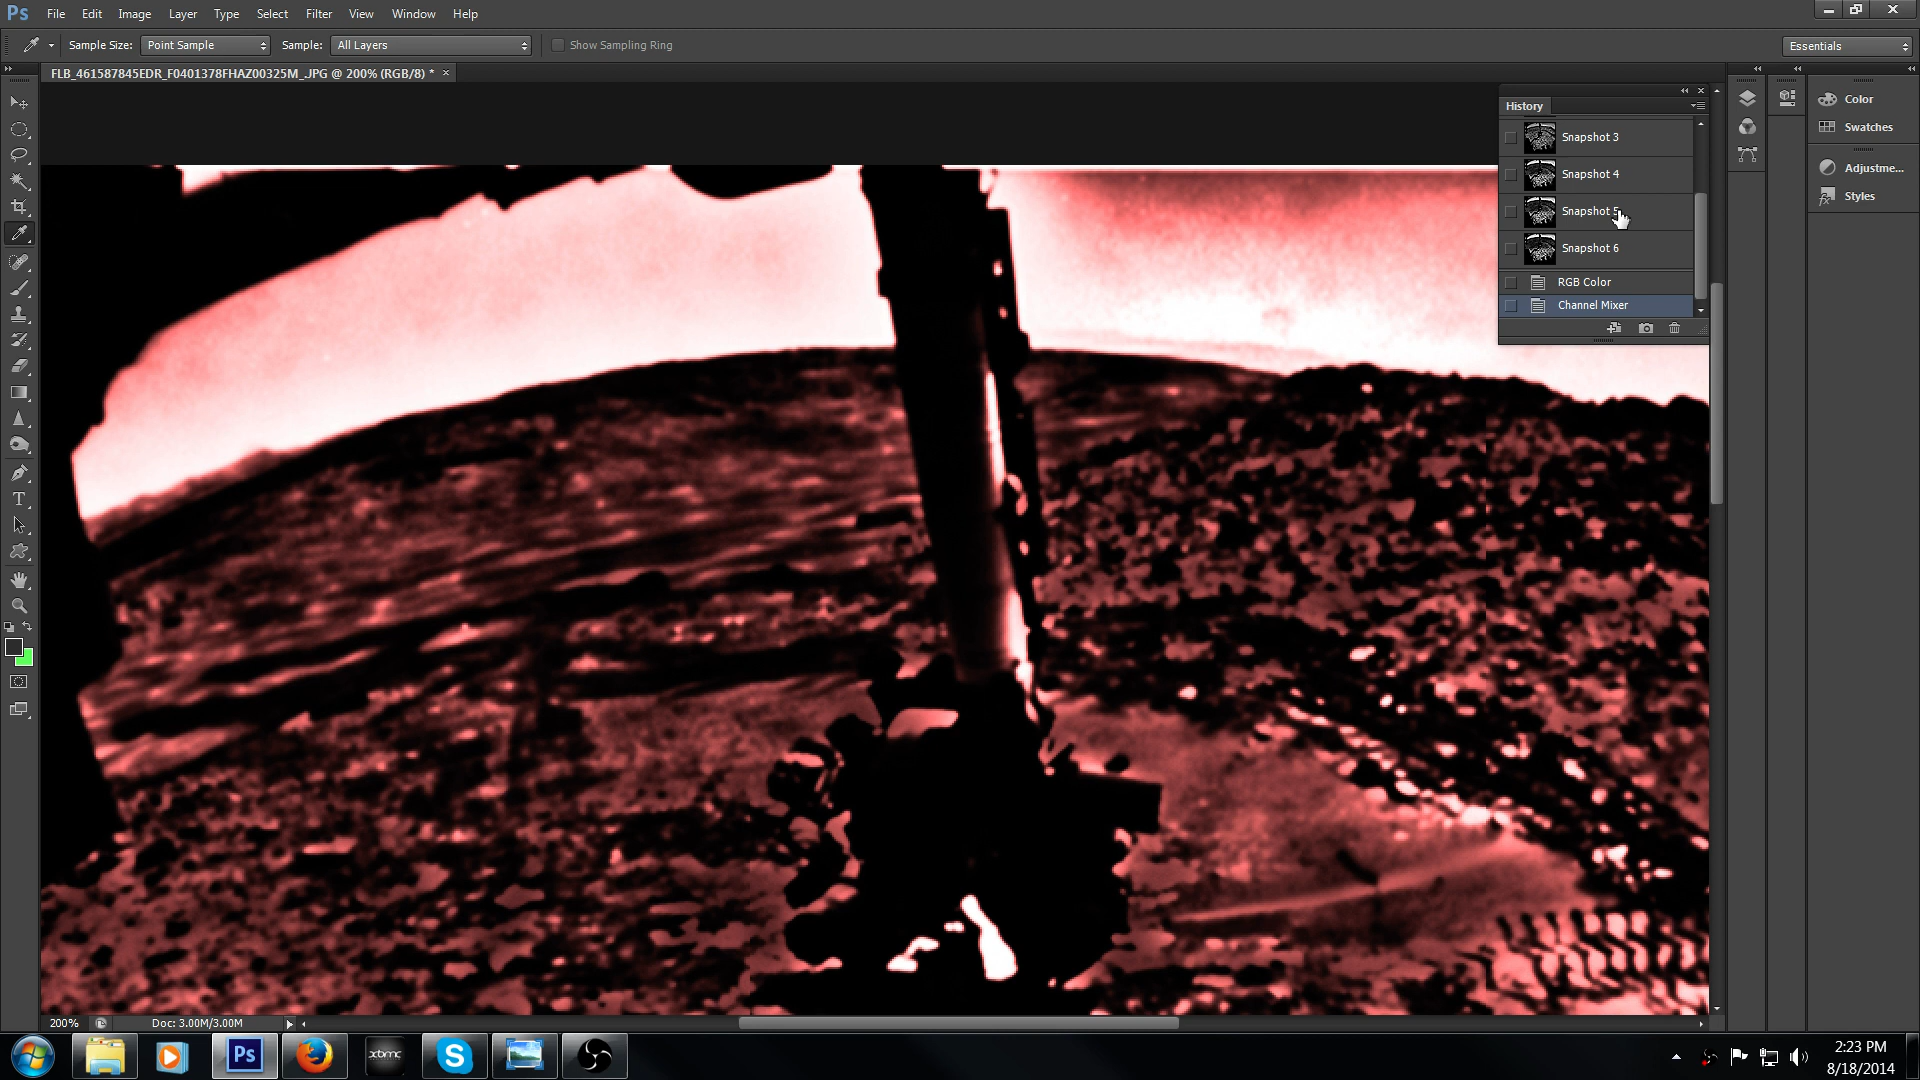 Ps File Edit Image Layer Type Select Filter View Window Help
Sample Size: Point Sample Sample: All Layers Show Sampling Ring Essentials
FLB_461587845EDR_F0401378FHAZ00325M_.JPG @ 200% (RGB/8) * ×
History
Snapshot 3
Snapshot 4
Snapshot 5
Snapshot 6
RGB Color
Channel Mixer
Color
Swatches
Adjustme...
Styles
200% Doc: 3.00M/3.00M
Ps xbmc S
2:23 PM
8/18/2014